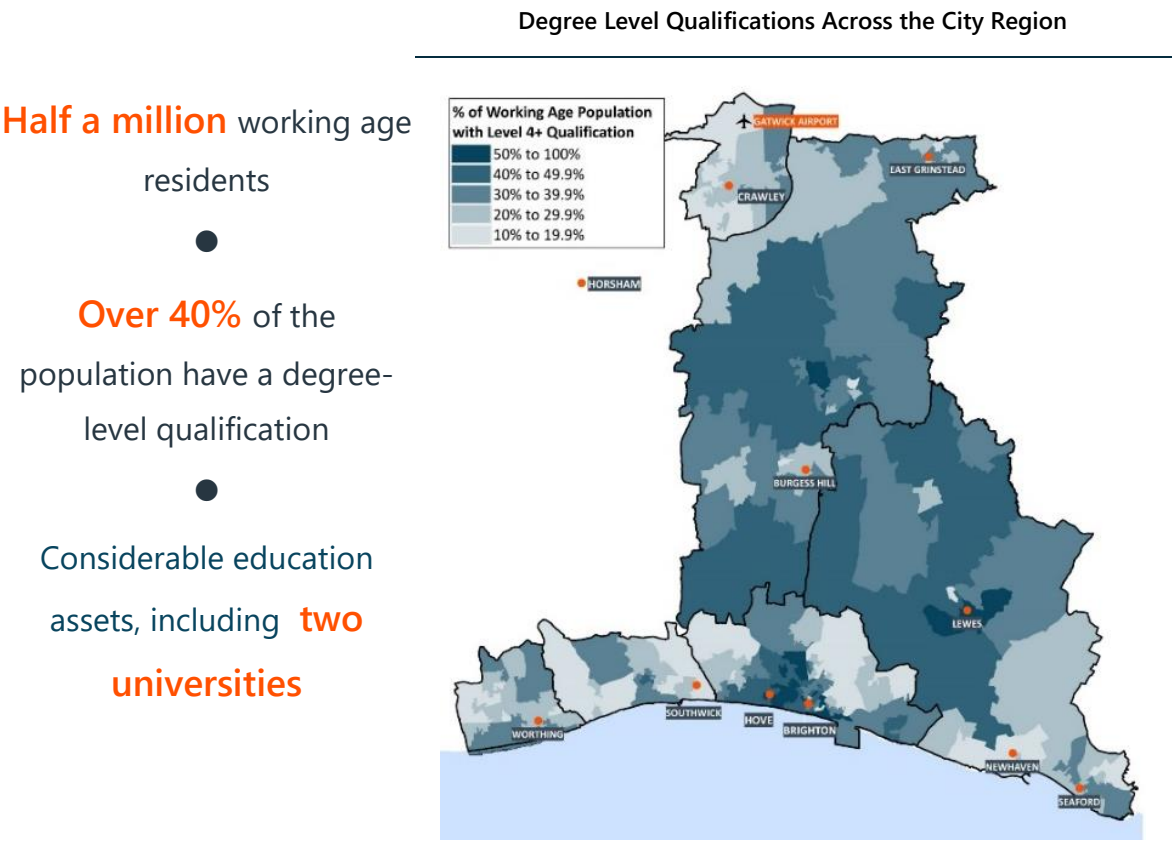 Degree Level Qualifications Across the City Region
Half a million working age
residents
●
Over 40% of the
population have a degree-
level qualification
●
Considerable education
assets, including two
universities
% of Working Age Population
with Level 4+ Qualification
50% to 100%
40% to 49.9%
30% to 39.9%
20% to 29.9%
10% to 19.9%
GATWICK AIRPORT
EAST GRINSTEAD
CRAWLEY
HORSHAM
BURGESS HILL
LEWES
SOUTHWICK
HOVE
BRIGHTON
WORTHING
NEWHAVEN
SEAFORD